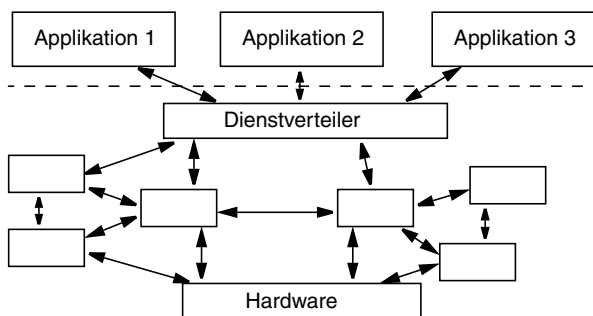 Applikation 1
Applikation 2
Applikation 3
Dienstverteiler
Hardware